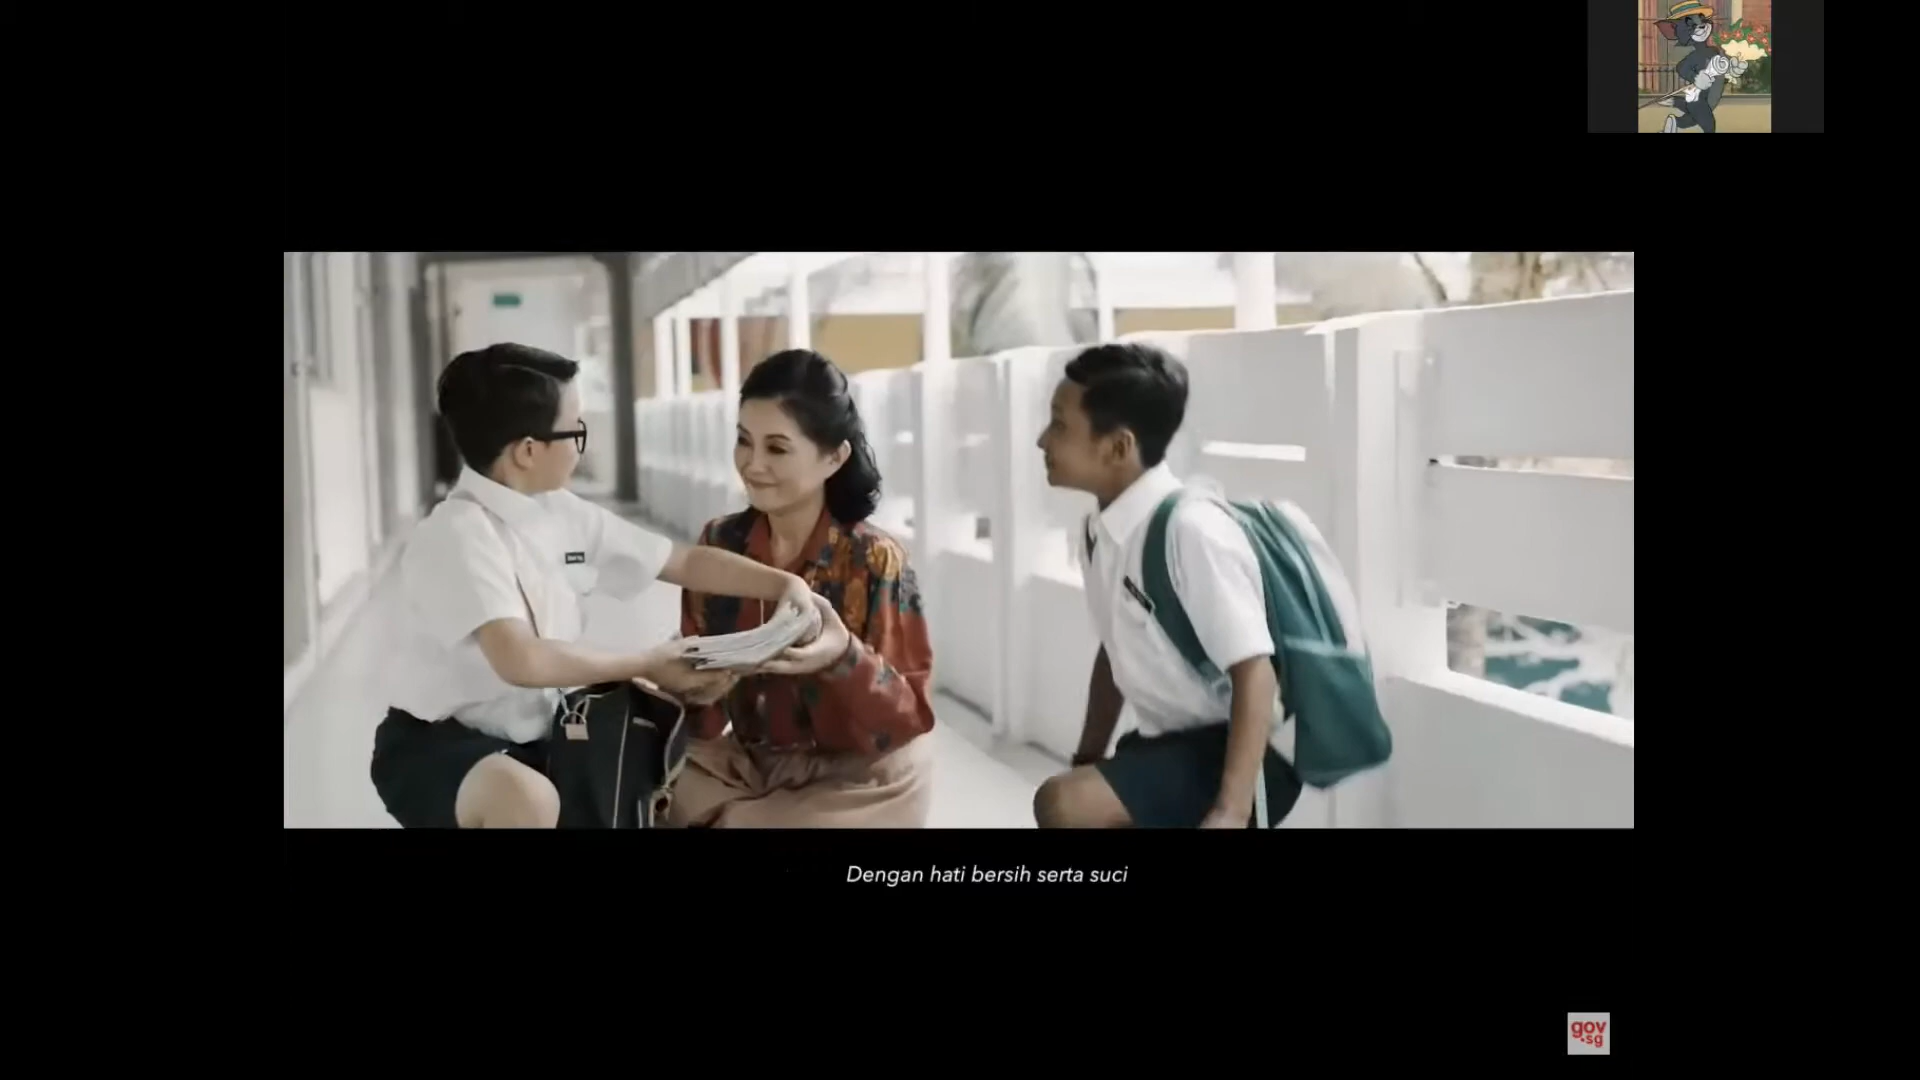 Dengan hati bersih serta suci
gov
.sg